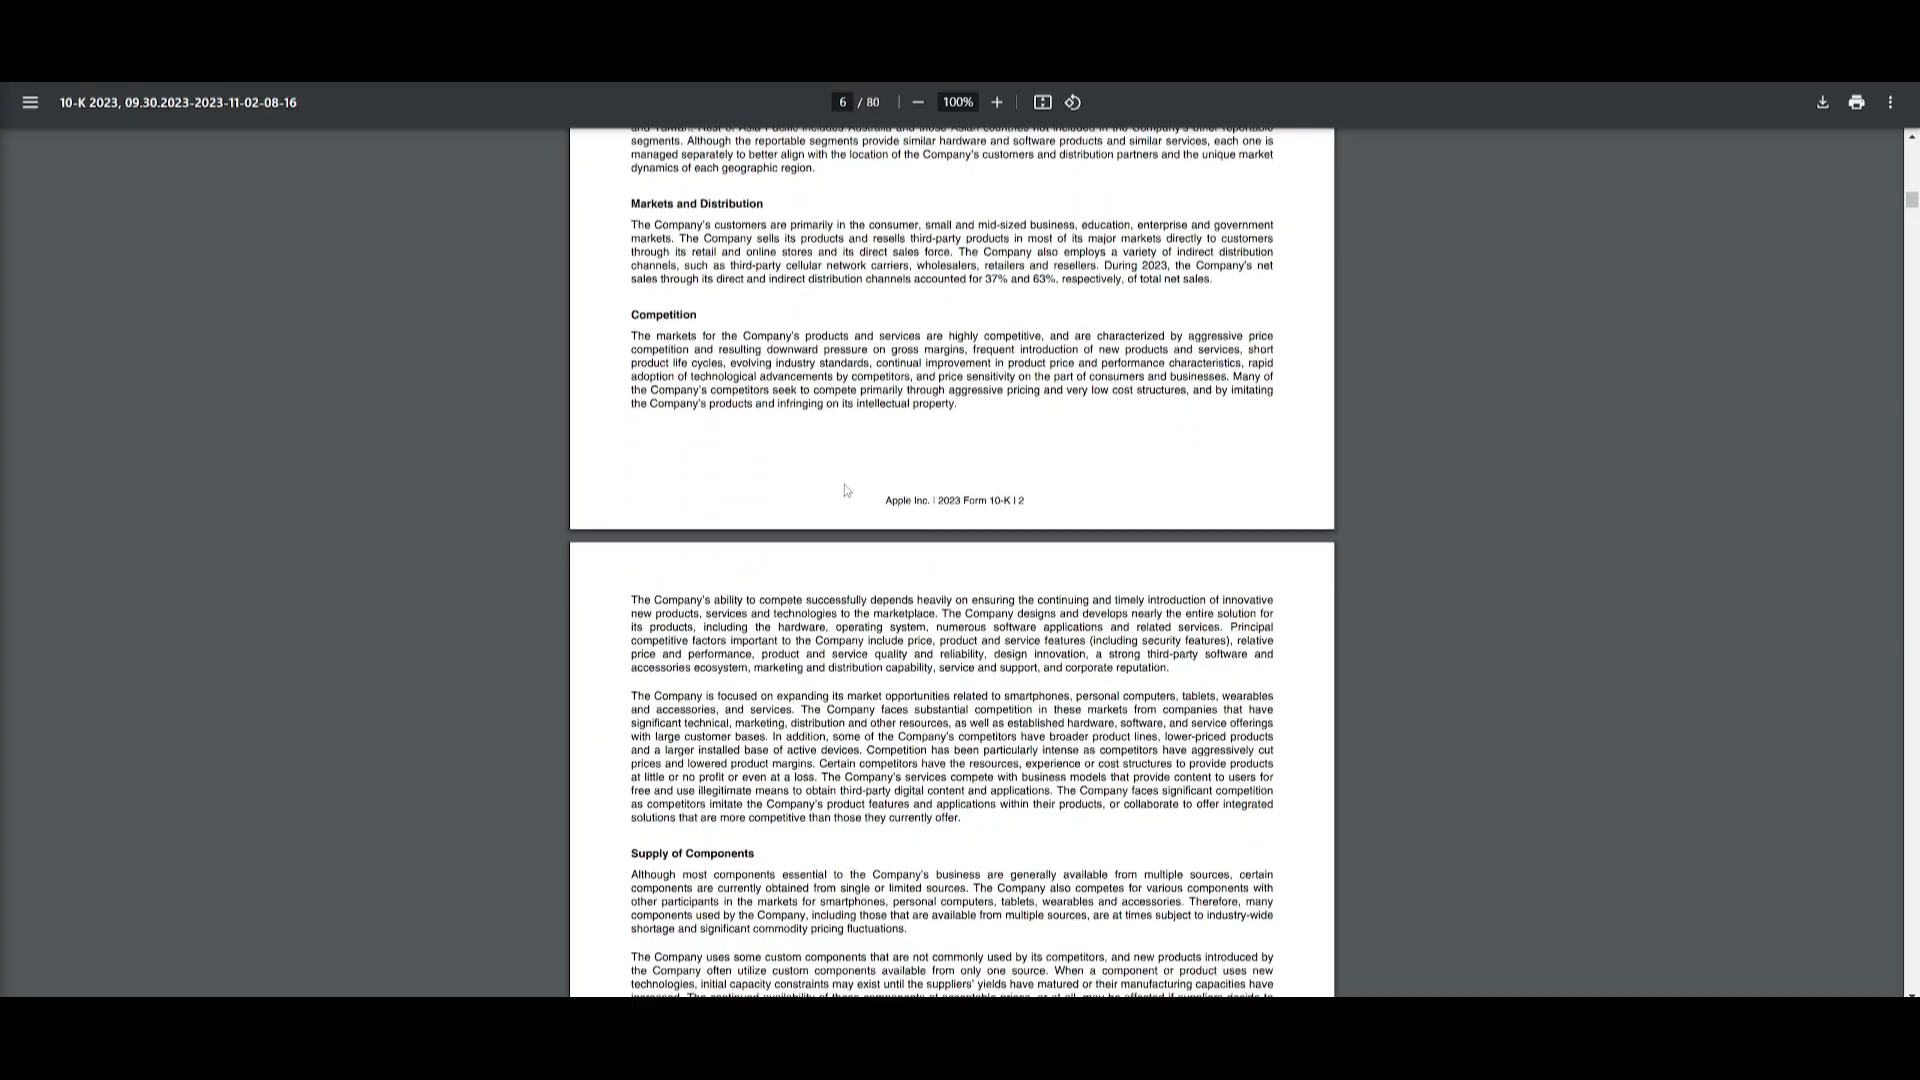 10-K 2023, 09.30.2023-2023-11-02-08-16
6 / 80
100%
and Taiwan. Rest of Asia Pacific includes Australia and those Asian countries not included in the Company's other reportable
segments. Although the reportable segments provide similar hardware and software products and similar services, each one is
managed separately to better align with the location of the Company's customers and distribution partners and the unique market
dynamics of each geographic region.
Markets and Distribution
The Company's customers are primarily in the consumer, small and mid-sized business, education, enterprise and government
markets. The Company sells its products and resells third-party products in most of its major markets directly to customers
through its retail and online stores and its direct sales force. The Company also employs a variety of indirect distribution
channels, such as third-party cellular network carriers, wholesalers, retailers and resellers. During 2023, the Company's net
sales through its direct and indirect distribution channels accounted for 37% and 63%, respectively, of total net sales.
Competition
The markets for the Company's products and services are highly competitive, and are characterized by aggressive price
competition and resulting downward pressure on gross margins, frequent introduction of new products and services, short
product life cycles, evolving industry standards, continual improvement in product price and performance characteristics, rapid
adoption of technological advancements by competitors, and price sensitivity on the part of consumers and businesses. Many of
the Company's competitors seek to compete primarily through aggressive pricing and very low cost structures, and by imitating
the Company's products and infringing on its intellectual property.
Apple Inc. | 2023 Form 10-K | 2
The Company's ability to compete successfully depends heavily on ensuring the continuing and timely introduction of innovative
new products, services and technologies to the marketplace. The Company designs and develops nearly the entire solution for
its products, including the hardware, operating system, numerous software applications and related services. Principal
competitive factors important to the Company include price, product and service features (including security features), relative
price and performance, product and service quality and reliability, design innovation, a strong third-party software and
accessories ecosystem, marketing and distribution capability, service and support, and corporate reputation.
The Company is focused on expanding its market opportunities related to smartphones, personal computers, tablets, wearables
and accessories, and services. The Company faces substantial competition in these markets from companies that have
significant technical, marketing, distribution and other resources, as well as established hardware, software, and service offerings
with large customer bases. In addition, some of the Company's competitors have broader product lines, lower-priced products
and a larger installed base of active devices. Competition has been particularly intense as competitors have aggressively cut
prices and lowered product margins. Certain competitors have the resources, experience or cost structures to provide products
at little or no profit or even at a loss. The Company's services compete with business models that provide content to users for
free and use illegitimate means to obtain third-party digital content and applications. The Company faces significant competition
as competitors imitate the Company's product features and applications within their products, or collaborate to offer integrated
solutions that are more competitive than those they currently offer.
Supply of Components
Although most components essential to the Company's business are generally available from multiple sources, certain
components are currently obtained from single or limited sources. The Company also competes for various components with
other participants in the markets for smartphones, personal computers, tablets, wearables and accessories. Therefore, many
components used by the Company, including those that are available from multiple sources, are at times subject to industry-wide
shortage and significant commodity pricing fluctuations.
The Company uses some custom components that are not commonly used by its competitors, and new products introduced by
the Company often utilize custom components available from only one source. When a component or product uses new
technologies, initial capacity constraints may exist until the suppliers' yields have matured or their manufacturing capacities have